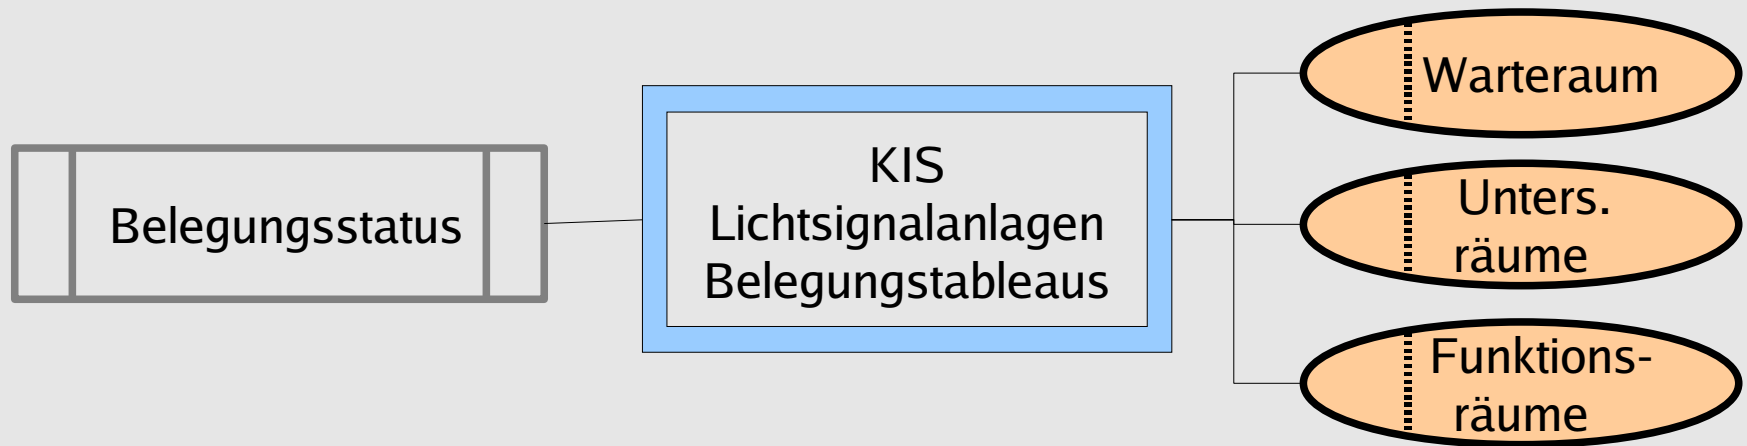 Belegungsstatus
KIS
Lichtsignalanlagen
Belegungstableaus
Warteraum
Unters.
räume
Funktions-
räume